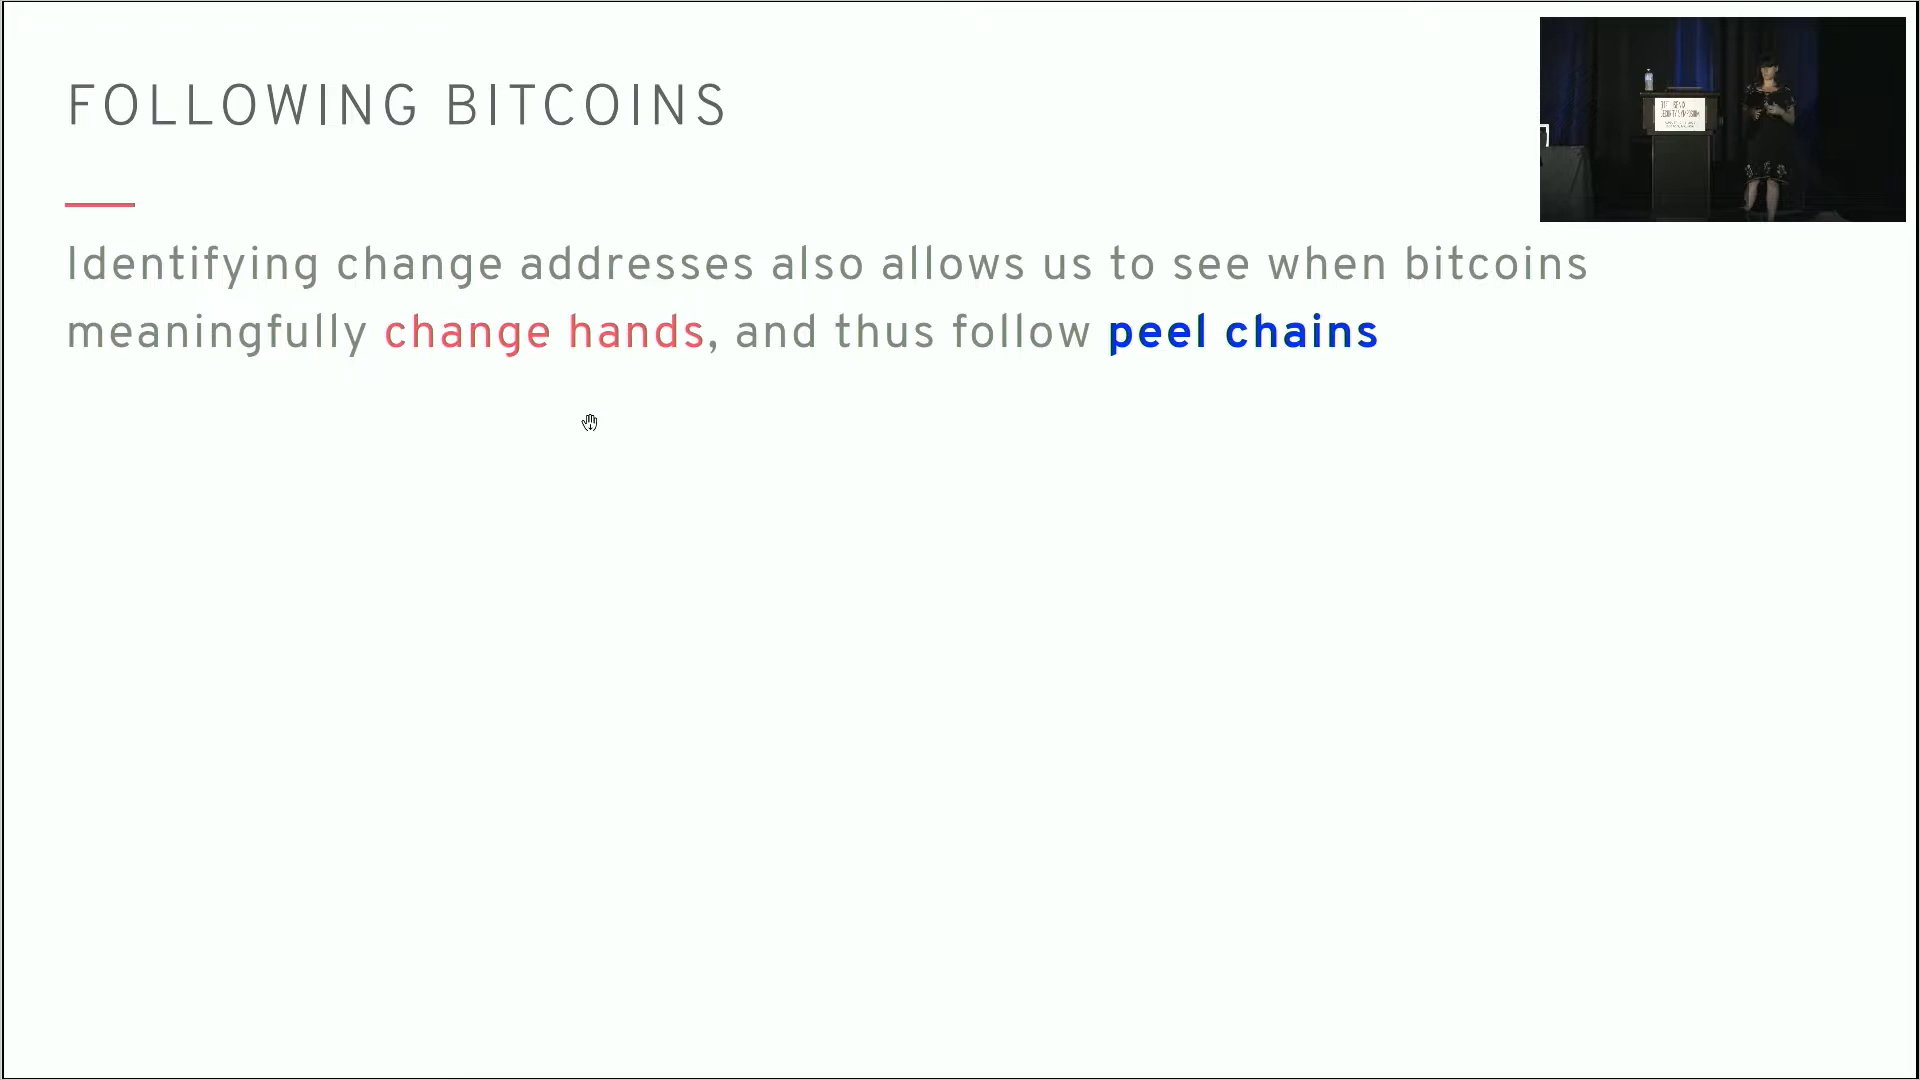 FOLLOWING BITCOINS
Identifying change addresses also allows us to see when bitcoins
meaningfully change hands, and thus follow peel chains